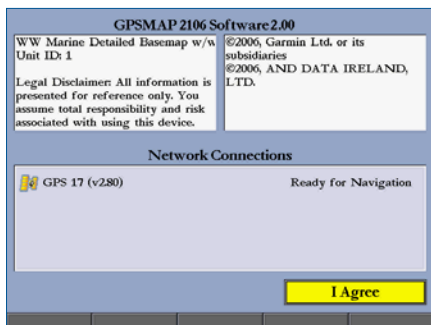 GPSMAP 2106 Software 2.00
WW Marine Detailed Basemap w/w
Unit ID: 1
Legal Disclaimer: All information is
presented for reference only. You
assume total responsibility and risk
associated with using this device.
©2006, Garmin Ltd. or its
subsidiaries
©2006, AND DATA IRELAND,
LTD.
Network Connections
GPS 17 (v2.80) Ready for Navigation
I Agree